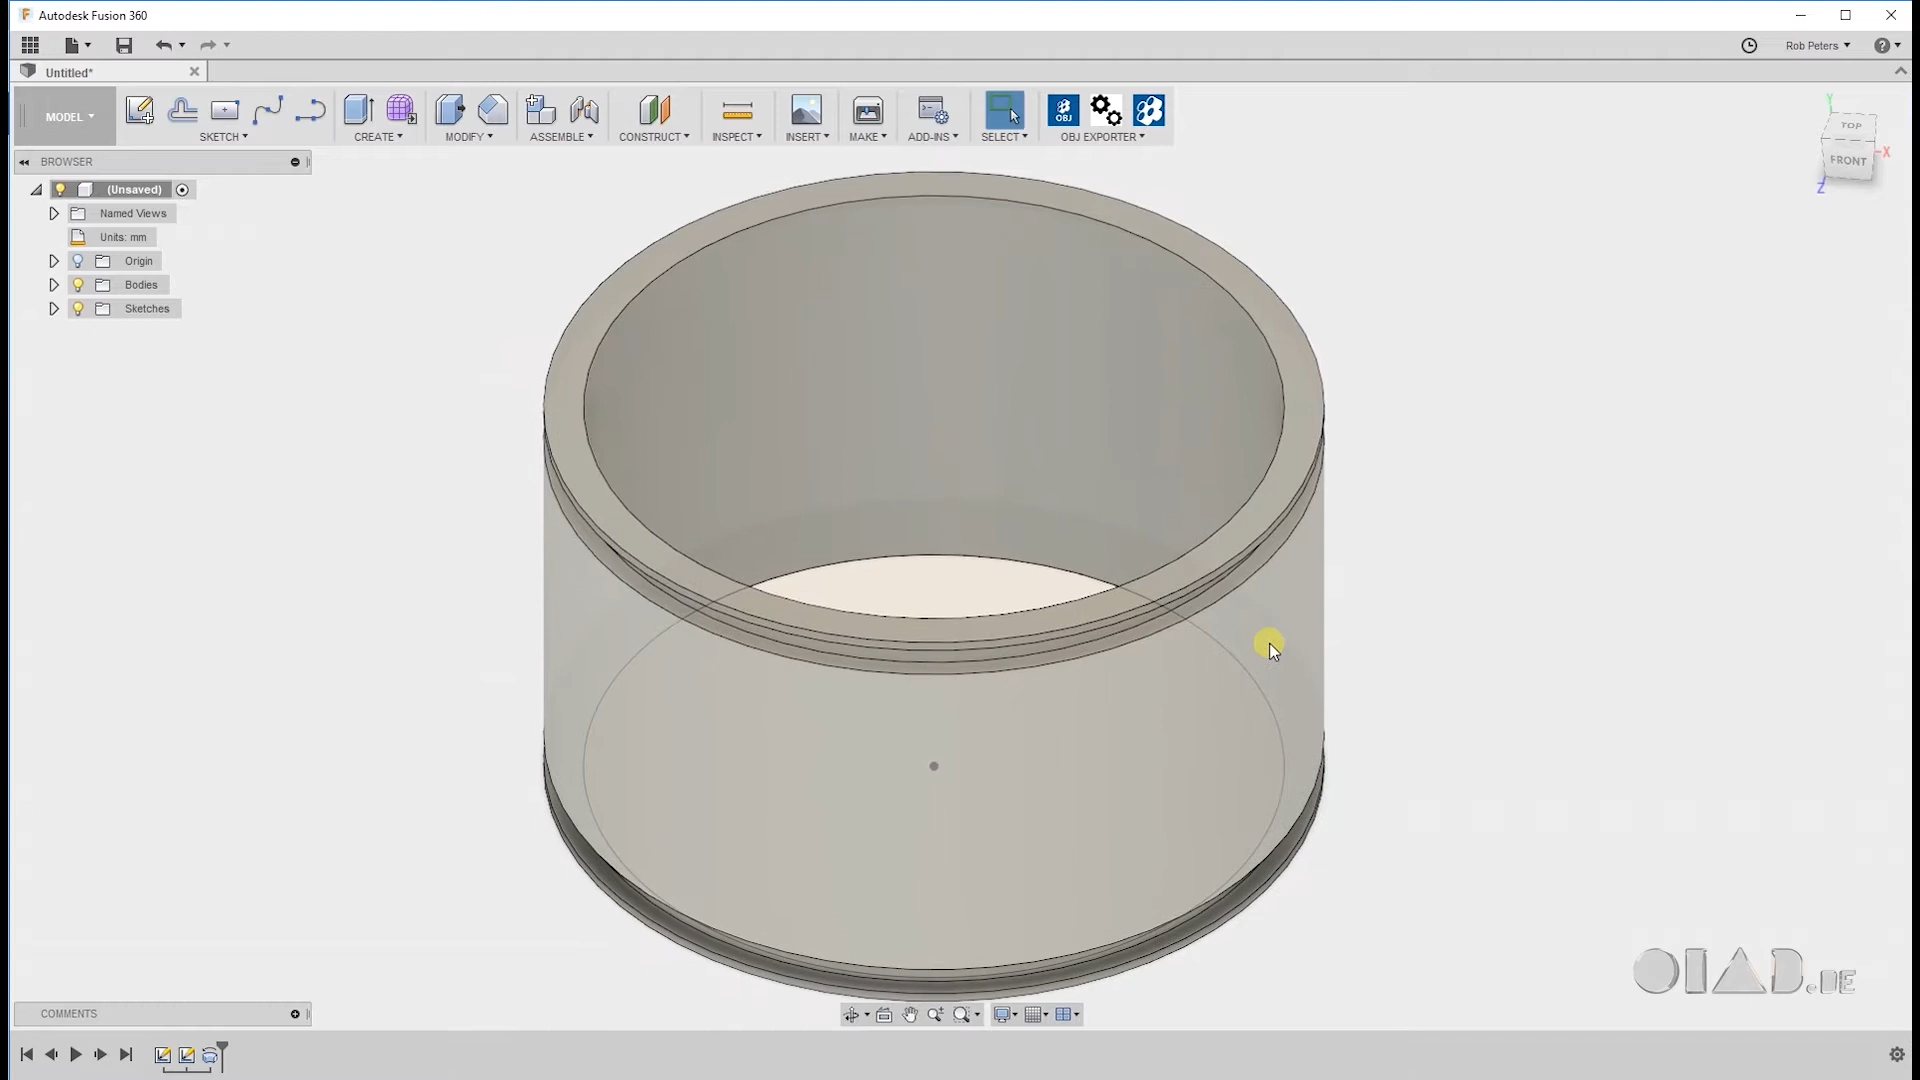 Autodesk Fusion 360
Rob Peters
Untitled*
MODEL
SKETCH
CREATE
MODIFY
ASSEMBLE
CONSTRUCT
INSPECT
INSERT
MAKE
ADD-INS
SELECT
OBJ EXPORTER
OBJ
Y
TOP
FRONT
X
Z
BROWSER
(Unsaved)
Named Views
Units: mm
Origin
Bodies
Sketches
OIAD.DE
COMMENTS